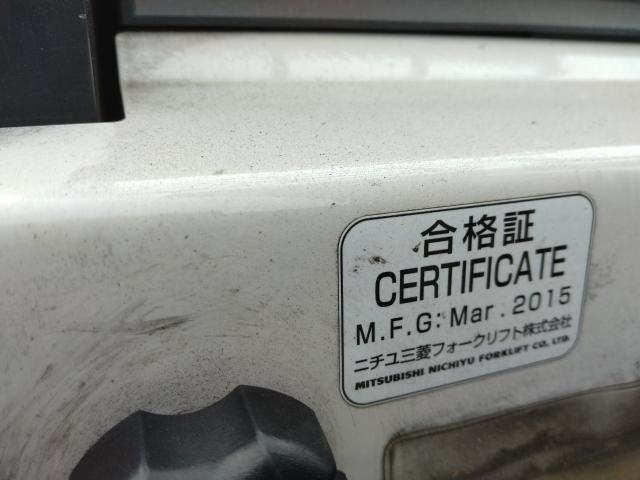 合格証
CERTIFICATE
M.F.G: Mar. 2015
ニチユ三菱フォークリフト株式会社
MITSUBISHI NICHIYU FORKLIFT CO., LTD.